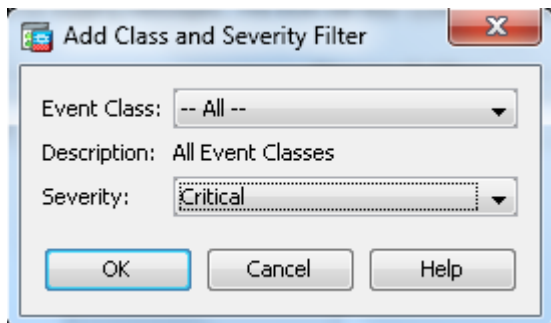 Add Class and Severity Filter
Event Class: -- All --
Description: All Event Classes
Severity: Critical
OK Cancel Help